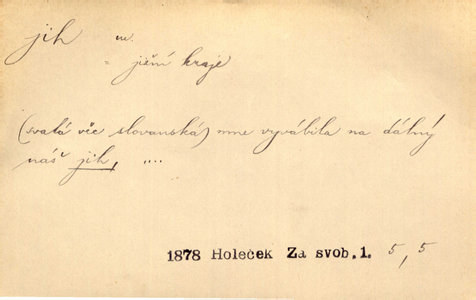 jih m.
= jižní kraje
(svatá věc slovanská) mne vyvábila na dálný
náš jih, ....
1878 Holeček Za svob.1. 5,5